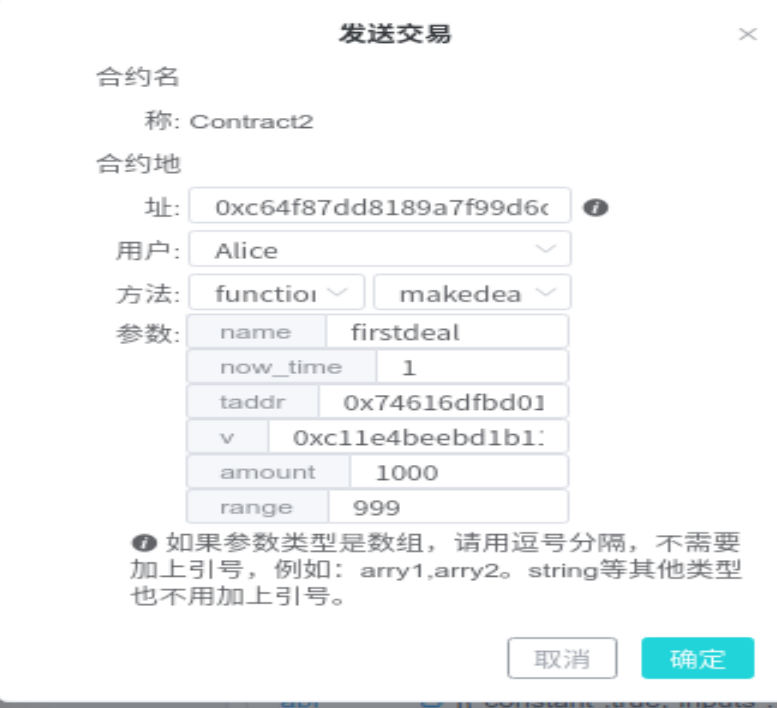 发送交易
合约名
称: Contract2
合约地
址: 0xc64f87dd8189a7f99d6c
用户: Alice
方法: function makedea
参数: name firstdeal
now_time 1
taddr 0x74616dfbd01
v 0xc11e4beebd1b1
amount 1000
range 999
如果参数类型是数组，请用逗号分隔，不需要
加上引号，例如：arry1,arry2。string等其他类型
也不用加上引号。
取消 确定